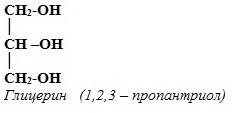 CH₂-OH
|
CH –OH
|
CH₂-OH
Глицерин (1,2,3 – пропантриол)